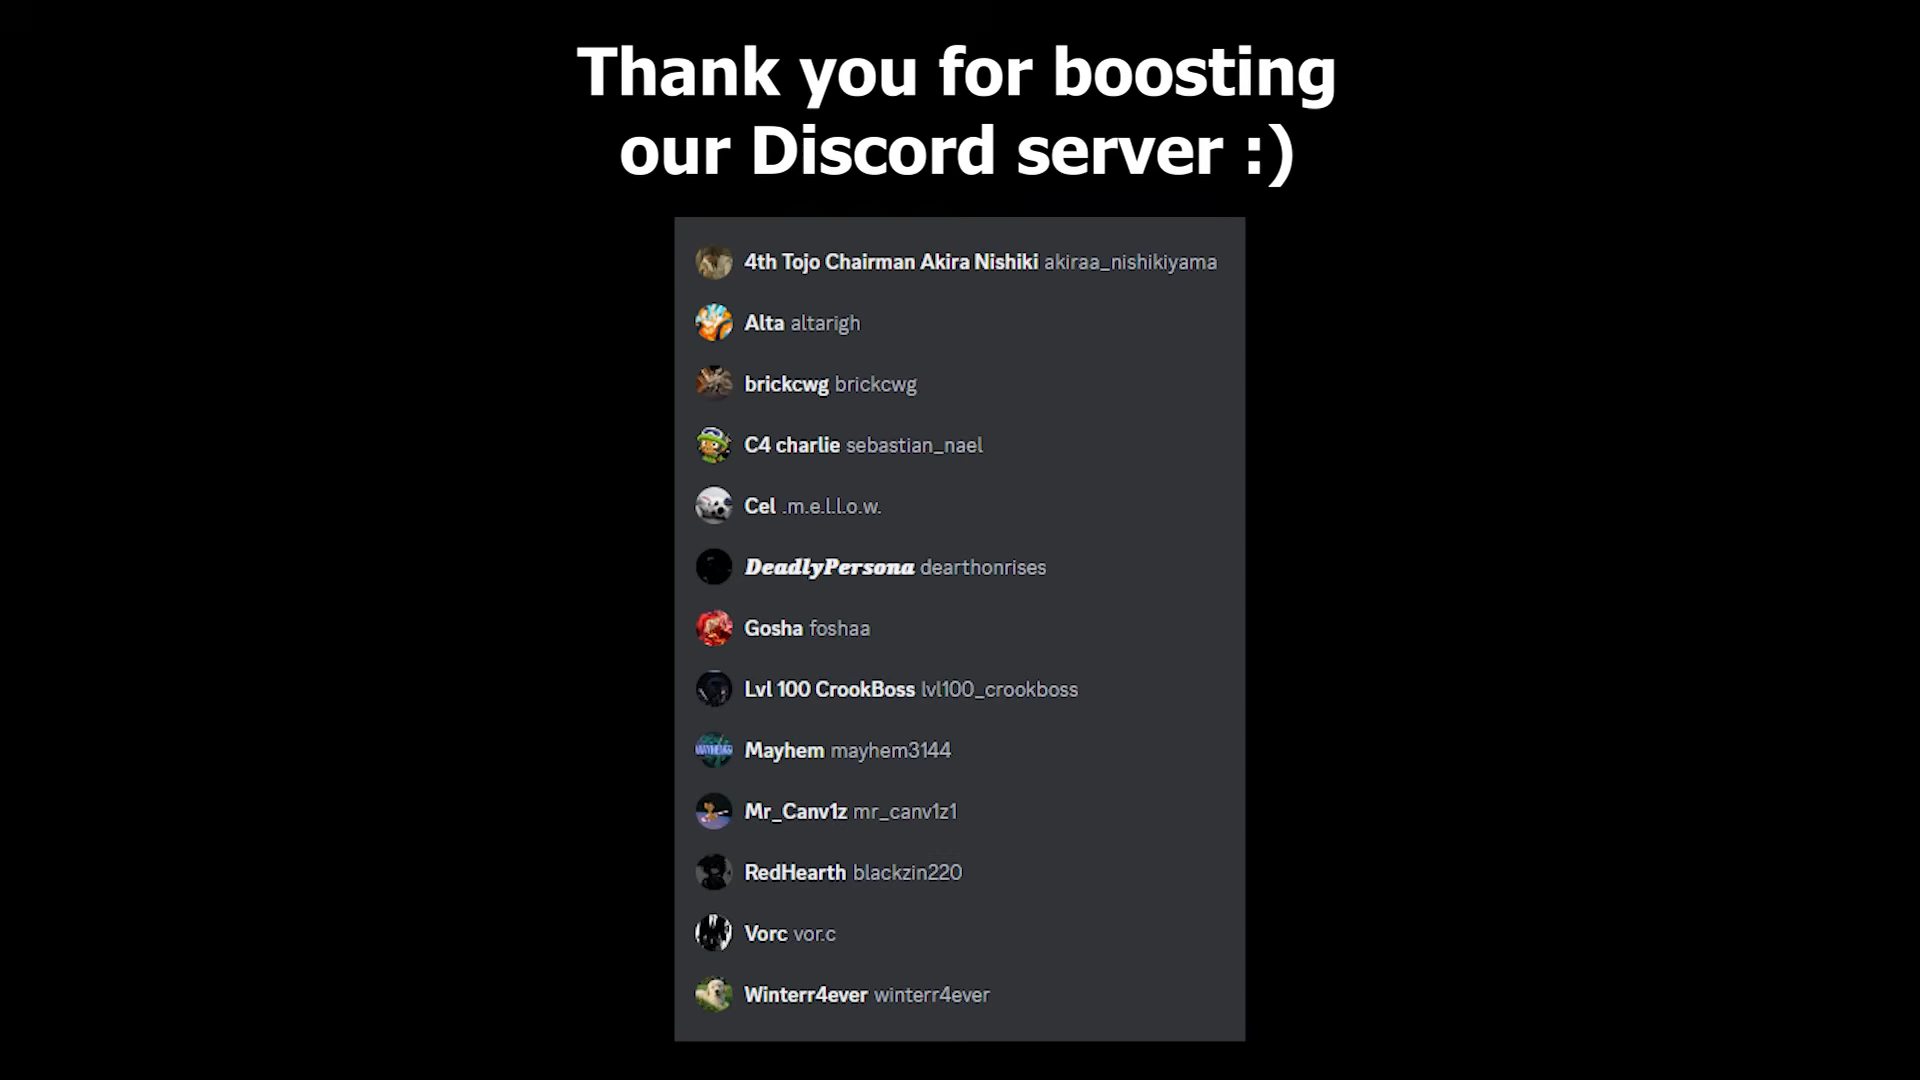 Thank you for boosting
our Discord server :)
4th Tojo Chairman Akira Nishiki akiraa_nishikiyama
Alta altarigh
brickcwg brickcwg
C4 charlie sebastian_nael
Cel .m.e.l.l.o.w.
DeadlyPersona dearthonrises
Gosha foshaa
Lvl 100 CrookBoss lvl100_crookboss
Mayhem mayhem3144
Mr_Canv1z mr_canv1z1
RedHearth blackzin220
Vorc vor.c
Winterr4ever winterr4ever